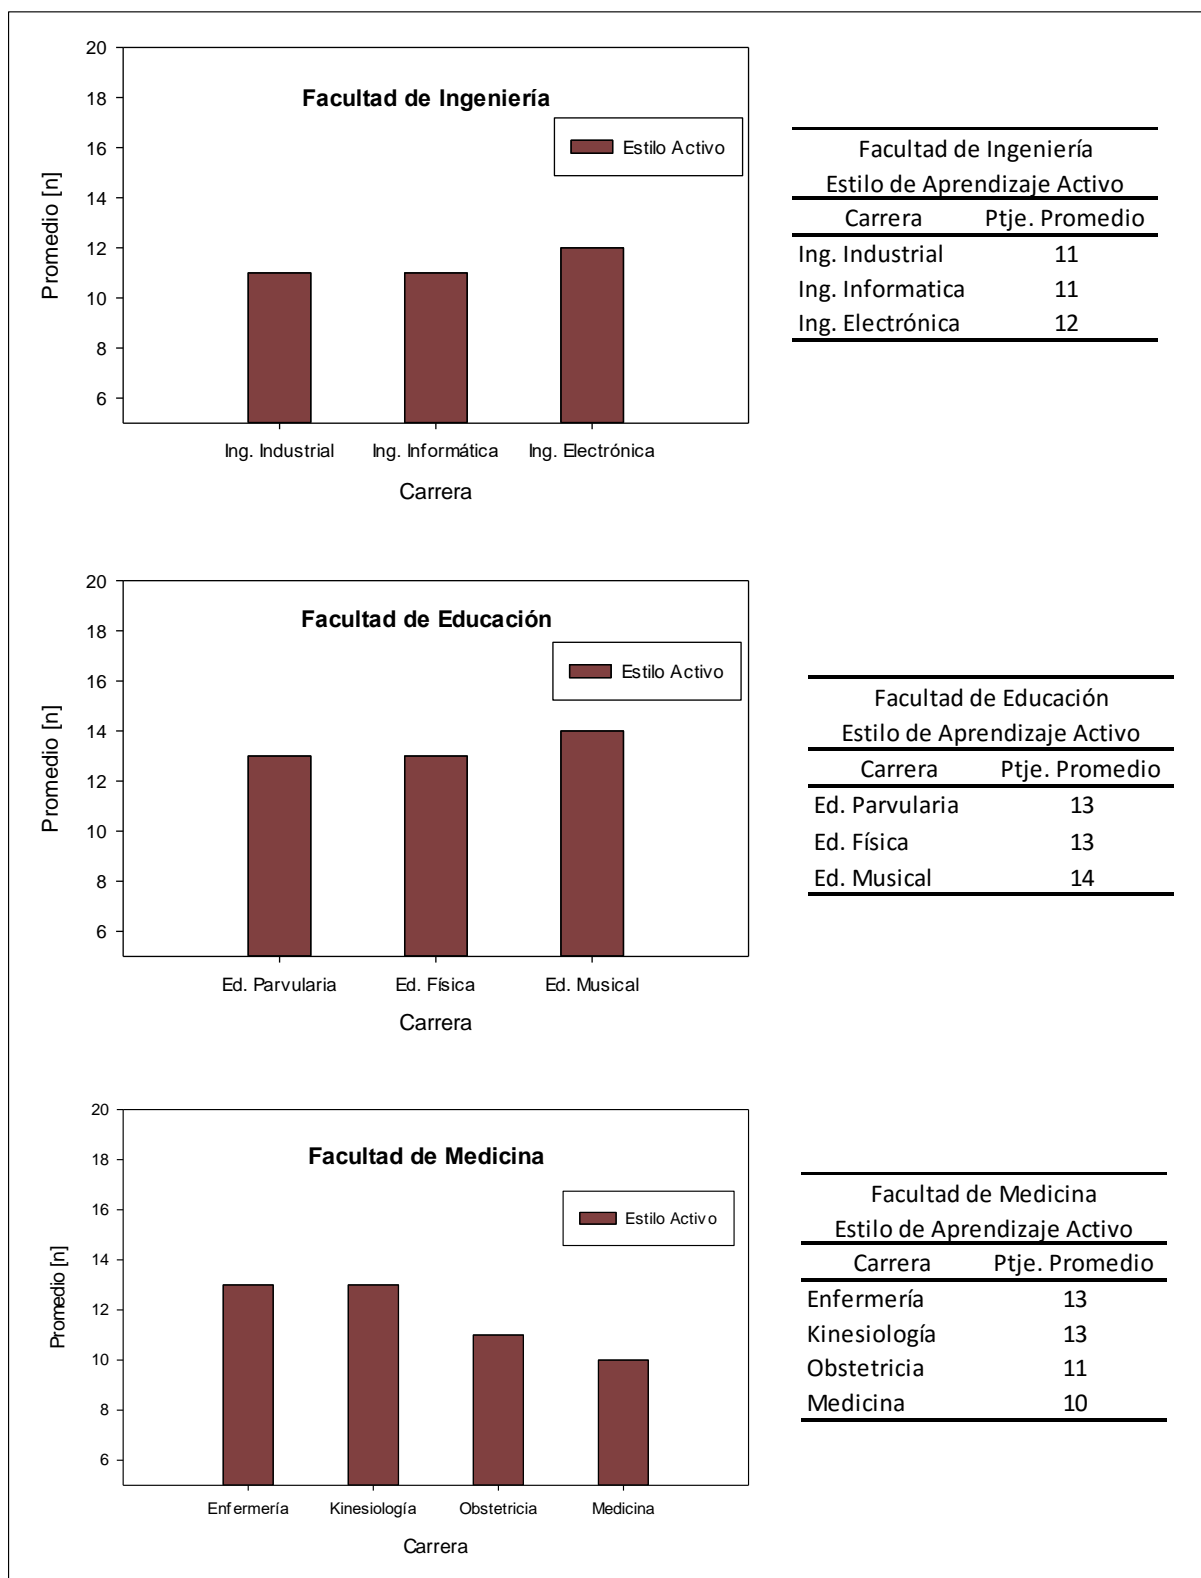 Facultad de Ingeniería
Estilo Activo
20
18
16
14
12
10
8
6
Promedio [n]
Ing. Industrial Ing. Informática Ing. Electrónica
Carrera
Facultad de Ingeniería
Estilo de Aprendizaje Activo
Carrera Ptje. Promedio
Ing. Industrial 11
Ing. Informatica 11
Ing. Electrónica 12
Facultad de Educación
Estilo Activo
20
18
16
14
12
10
8
6
Promedio [n]
Ed. Parvularia Ed. Física Ed. Musical
Carrera
Facultad de Educación
Estilo de Aprendizaje Activo
Carrera Ptje. Promedio
Ed. Parvularia 13
Ed. Física 13
Ed. Musical 14
Facultad de Medicina
Estilo Activo
20
18
16
14
12
10
8
6
Promedio [n]
Enfermería Kinesiología Obstetricia Medicina
Carrera
Facultad de Medicina
Estilo de Aprendizaje Activo
Carrera Ptje. Promedio
Enfermería 13
Kinesiología 13
Obstetricia 11
Medicina 10